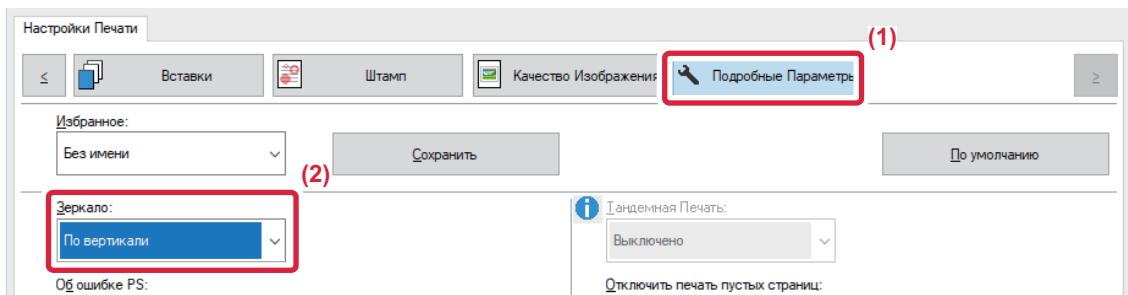 Настройки Печати
(1)
< Вставки Штамп Качество Изображения Подробные Параметры >
Избранное:
Без имени Сохранить По умолчанию
(2)
Зеркало: Тандемная Печать:
По вертикали Выключено
Об ошибке PS: Отключить печать пустых страниц: